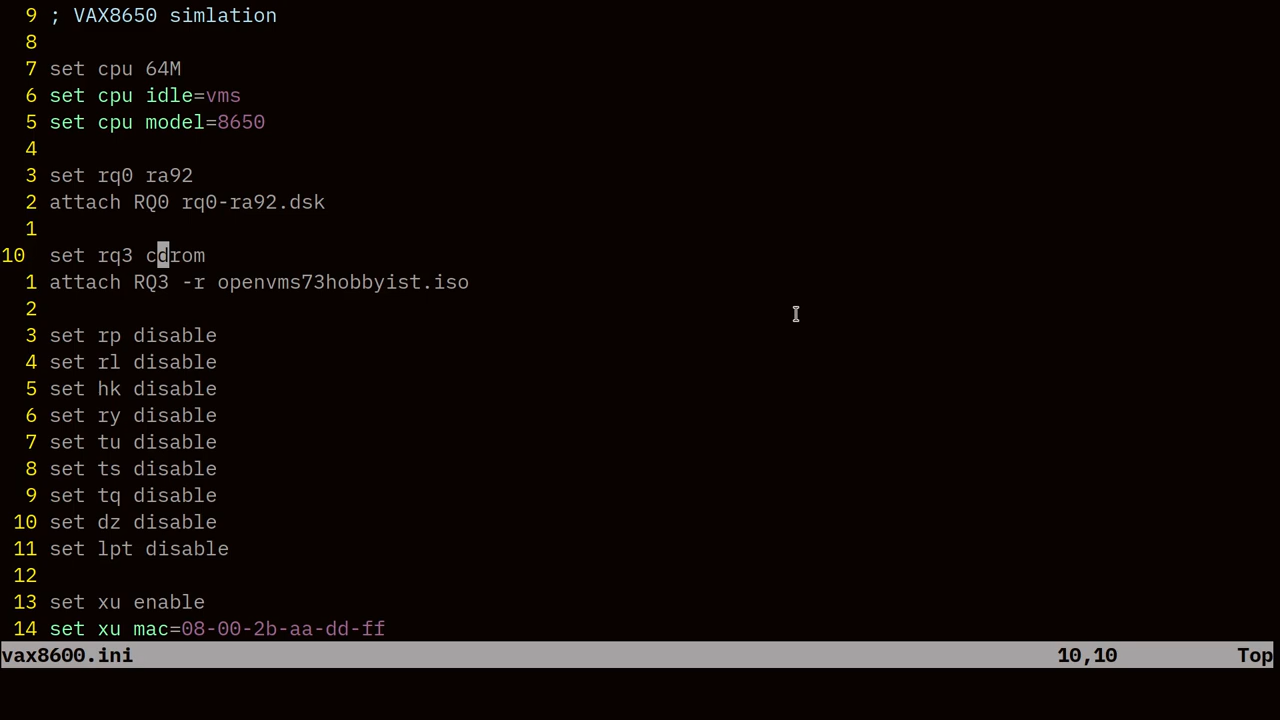 9 ; VAX8650 simlation
8
7 set cpu 64M
6 set cpu idle=vms
5 set cpu model=8650
4
3 set rq0 ra92
2 attach RQ0 rq0-ra92.dsk
1
10 set rq3 cdrom
1 attach RQ3 -r openvms73hobbyist.iso
2
3 set rp disable
4 set rl disable
5 set hk disable
6 set ry disable
7 set tu disable
8 set ts disable
9 set tq disable
10 set dz disable
11 set lpt disable
12
13 set xu enable
14 set xu mac=08-00-2b-aa-dd-ff
vax8600.ini 10,10 Top